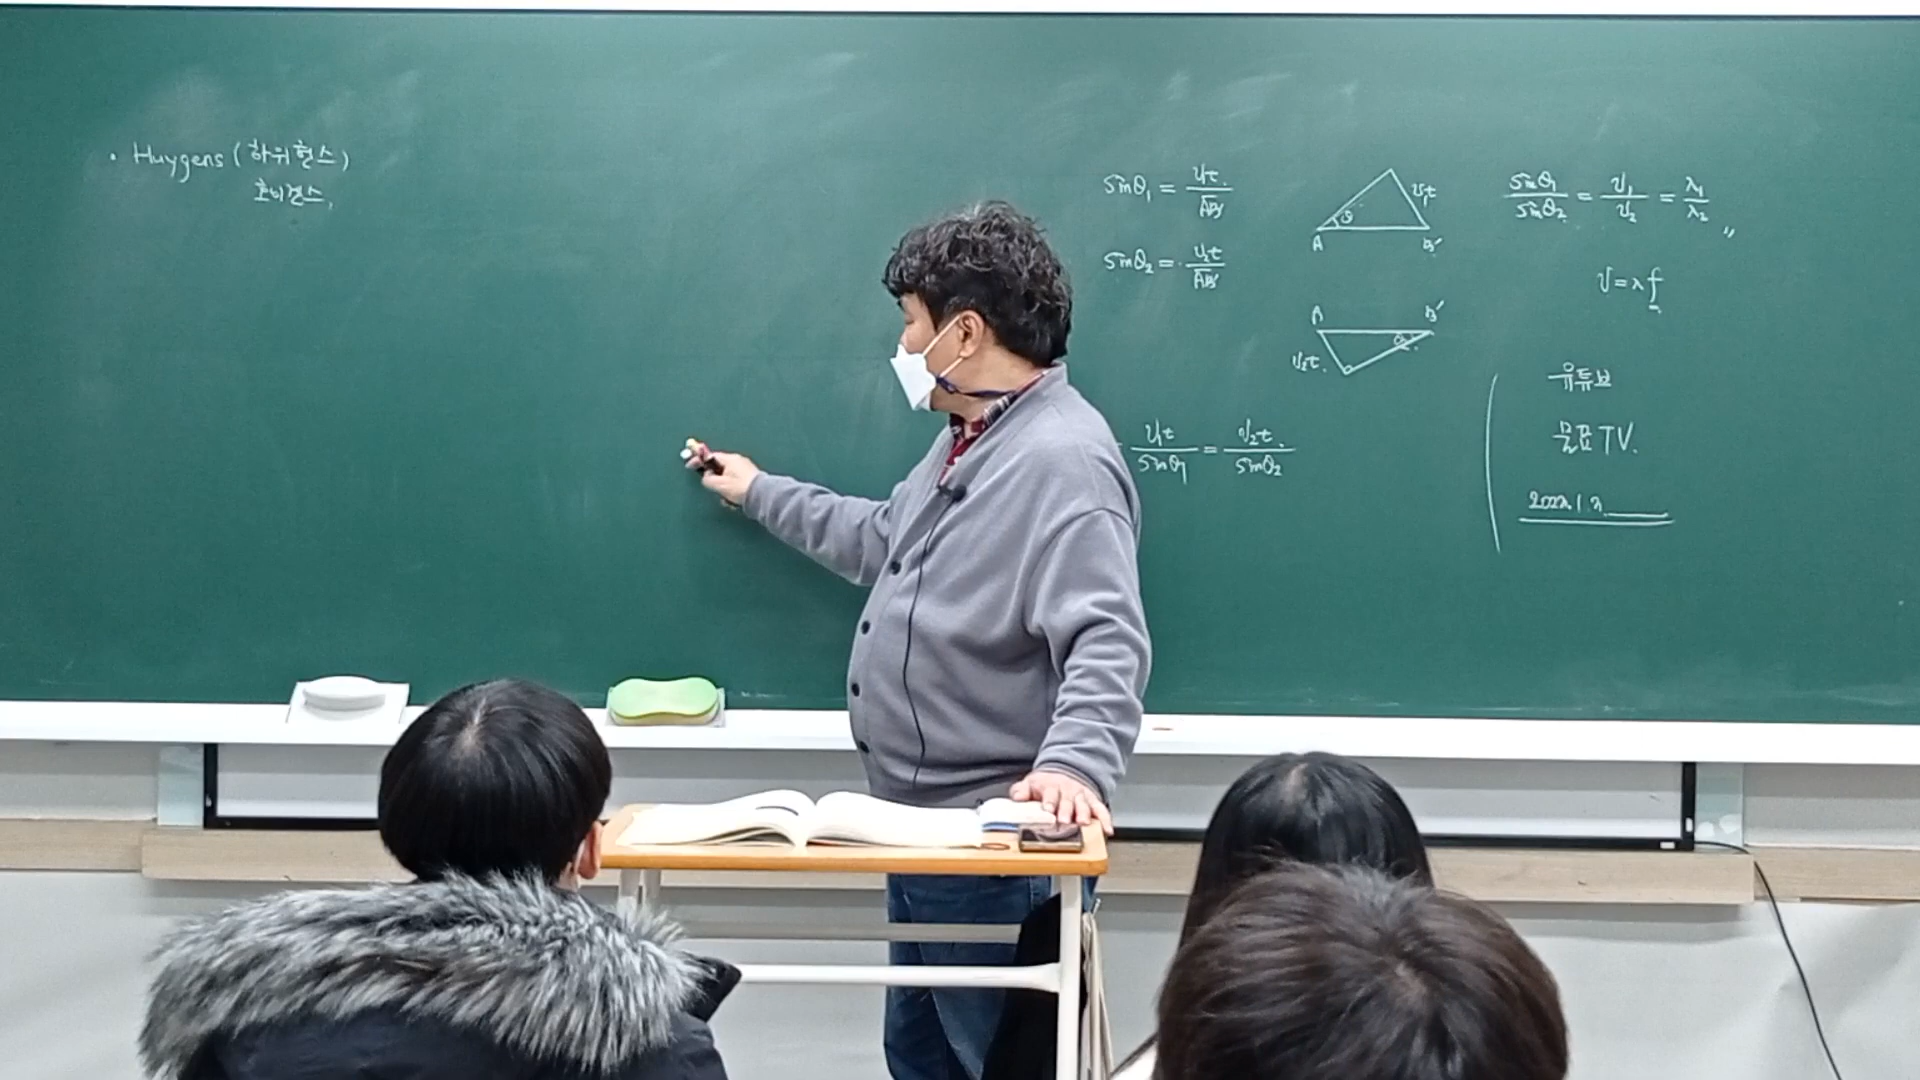 · Huygens (하위헌스)
호이겐스,
sinθ₁ = v₁t / AB'
sinθ₂ = v₂t / AB'
θ
v₁t
A
B'
A
B'
v₂t
v₁t / sinθ₁ = v₂t / sinθ₂
sinθ₁ / sinθ₂ = v₁ / v₂ = λ₁ / λ₂ 〃
v = λf
유튜브
물표TV.